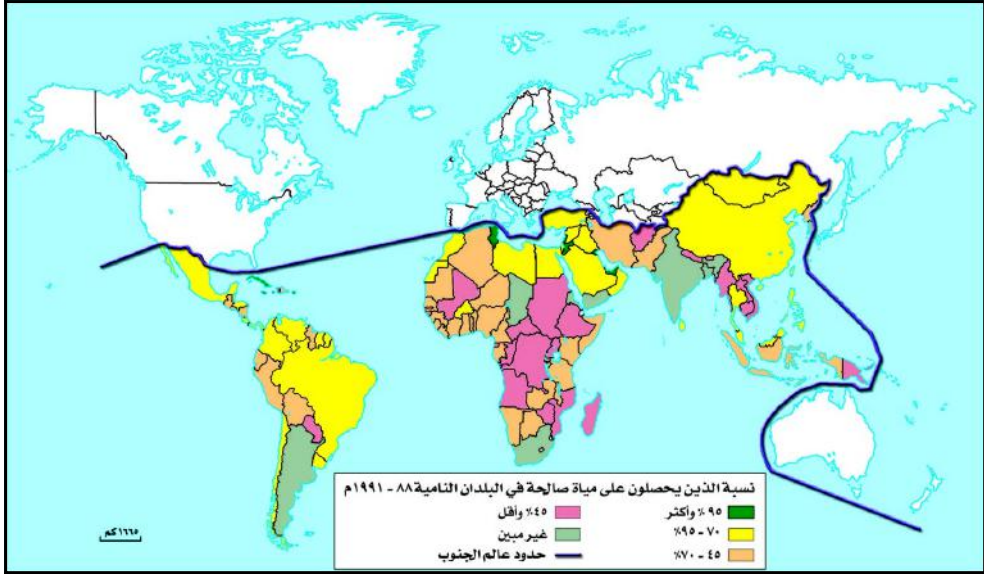 نسبة الذين يحصلون على مياة صالحة في البلدان النامية ٨٨ - ١٩٩١م
٩٥٪ وأكثر
٤٥٪ وأقل
٧٠ - ٩٥٪
غير مبين
٤٥ - ٧٠٪
حدود عالم الجنوب
١٦٦٥كم